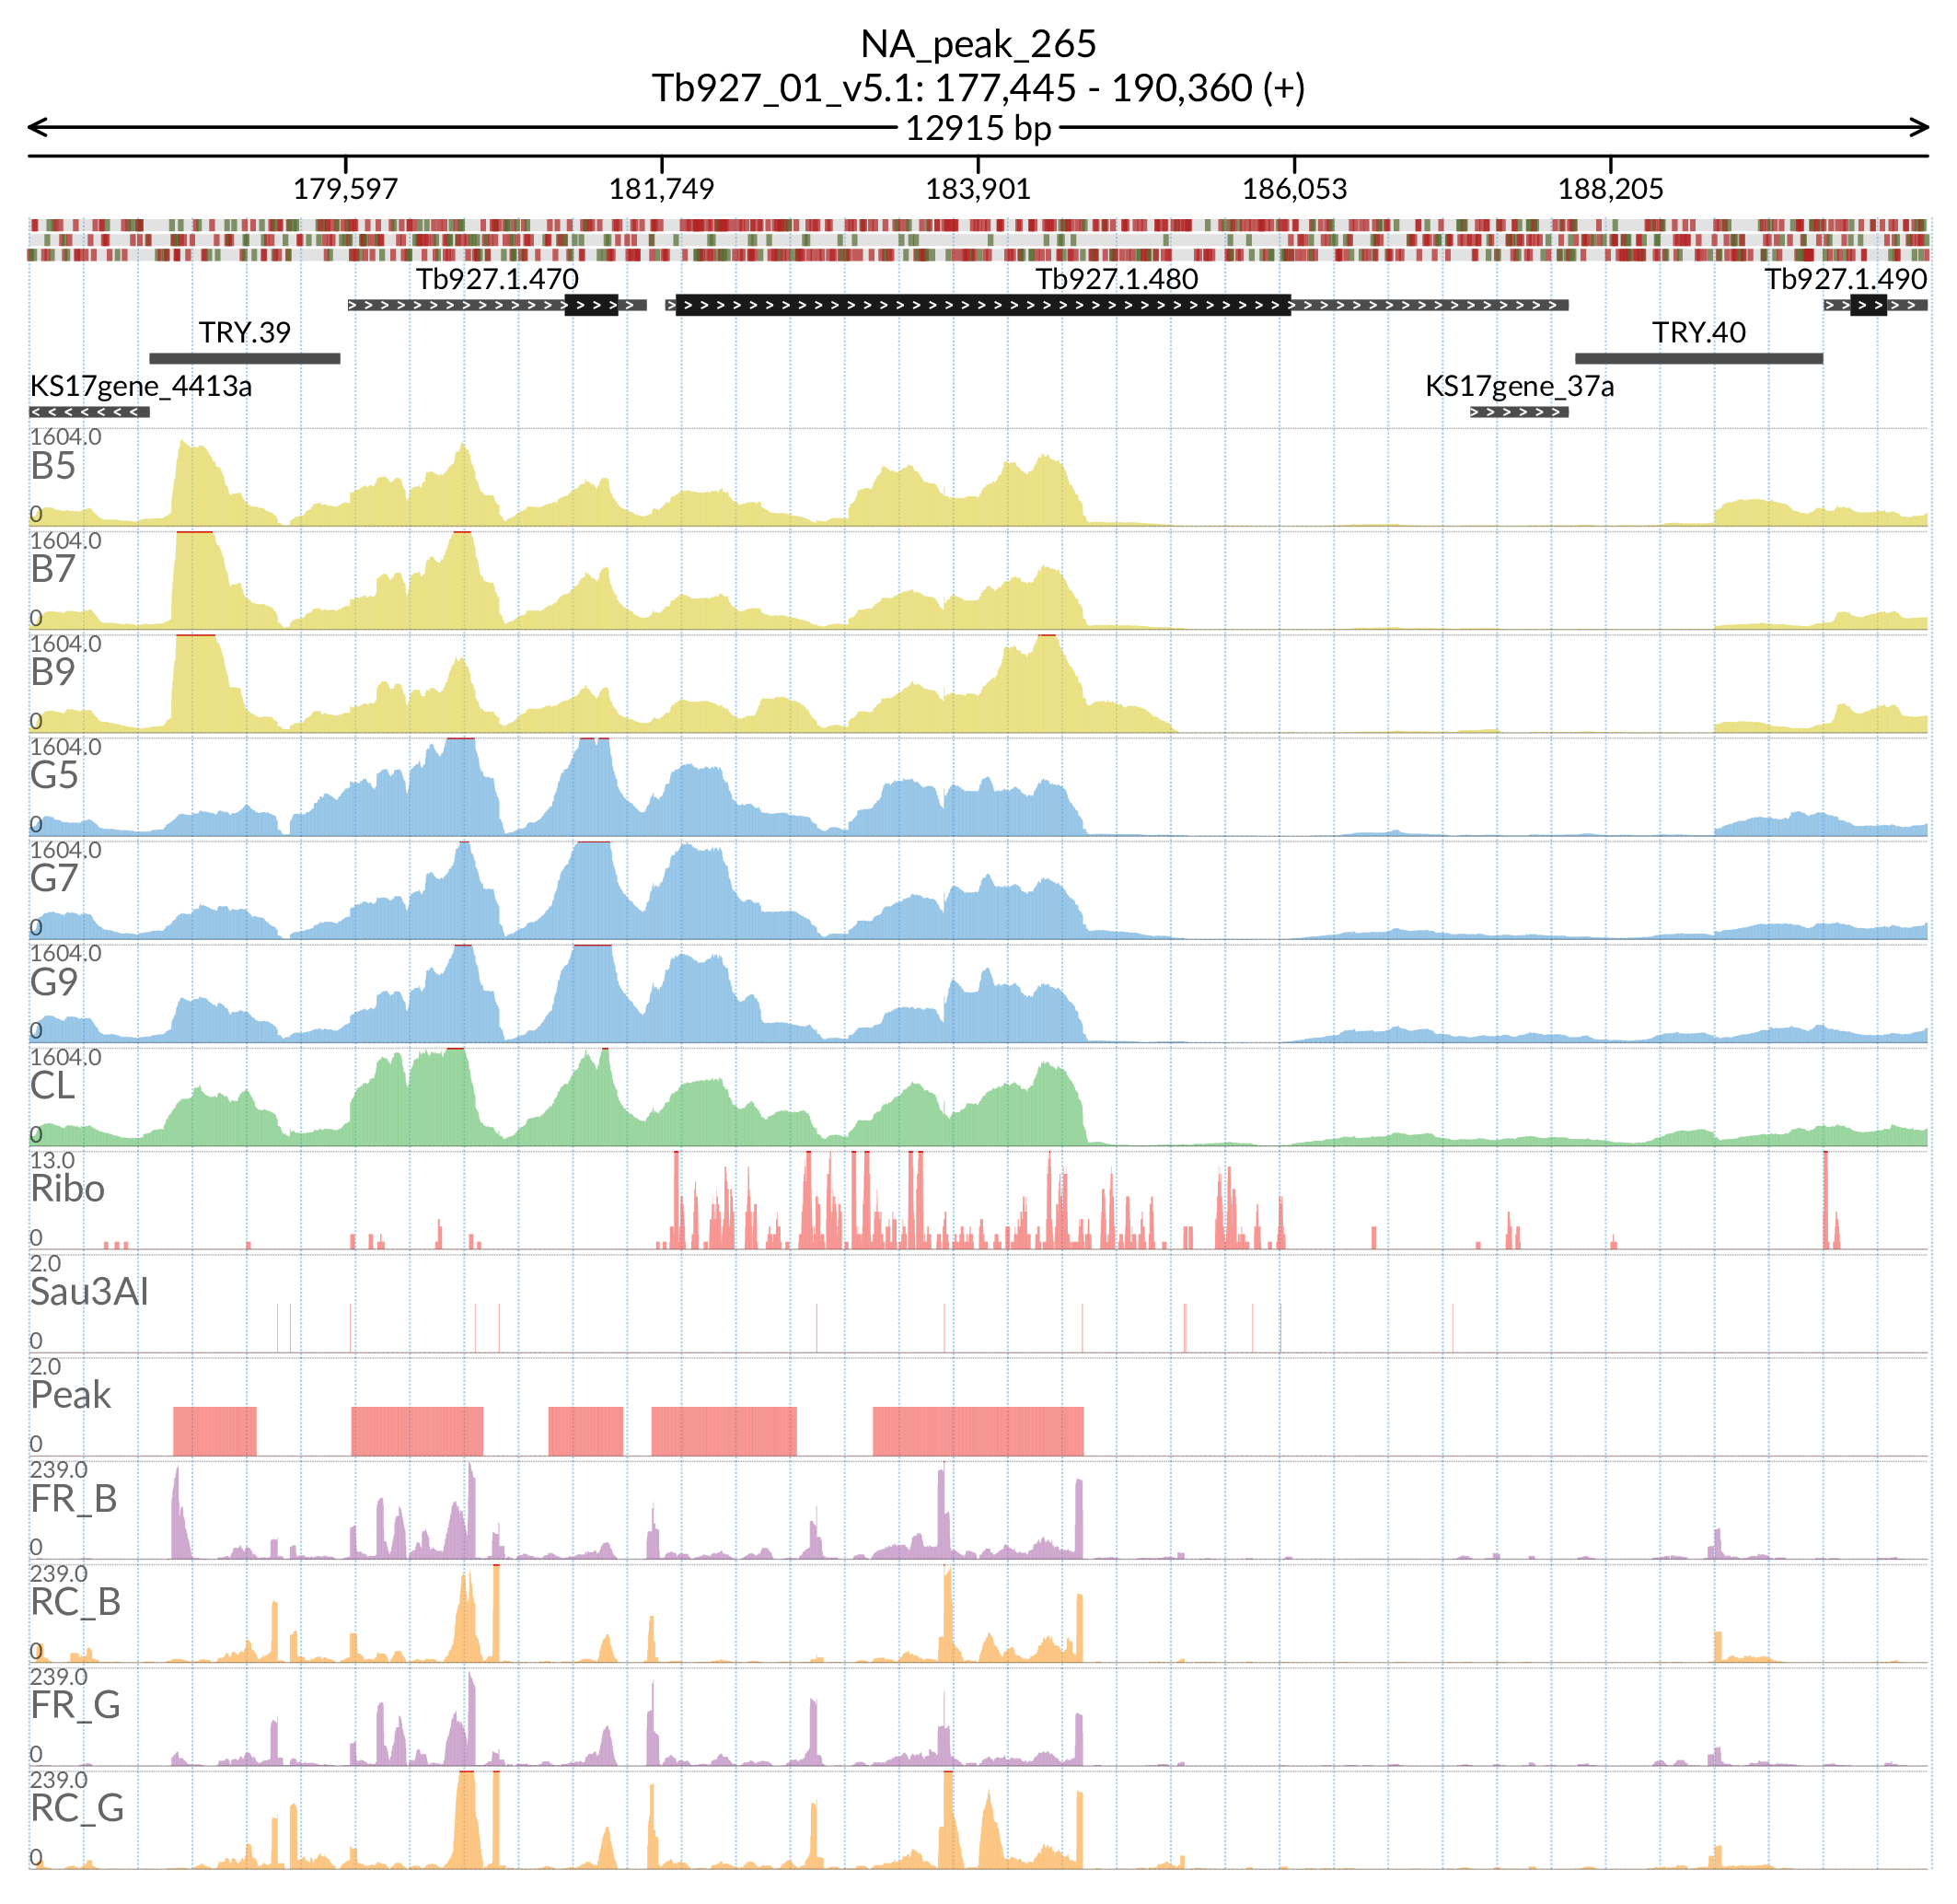 NA_peak_265
Tb927_01_v5.1: 177,445 - 190,360 (+)
12915 bp
179,597 181,749 183,901 186,053 188,205
Tb927.1.470 Tb927.1.480 Tb927.1.490
TRY.39 TRY.40
KS17gene_4413a KS17gene_37a
1604.0
B5
0
1604.0
B7
0
1604.0
B9
0
1604.0
G5
0
1604.0
G7
0
1604.0
G9
0
1604.0
CL
0
13.0
Ribo
0
2.0
Sau3AI
0
2.0
Peak
0
239.0
FR_B
0
239.0
RC_B
0
239.0
FR_G
0
239.0
RC_G
0